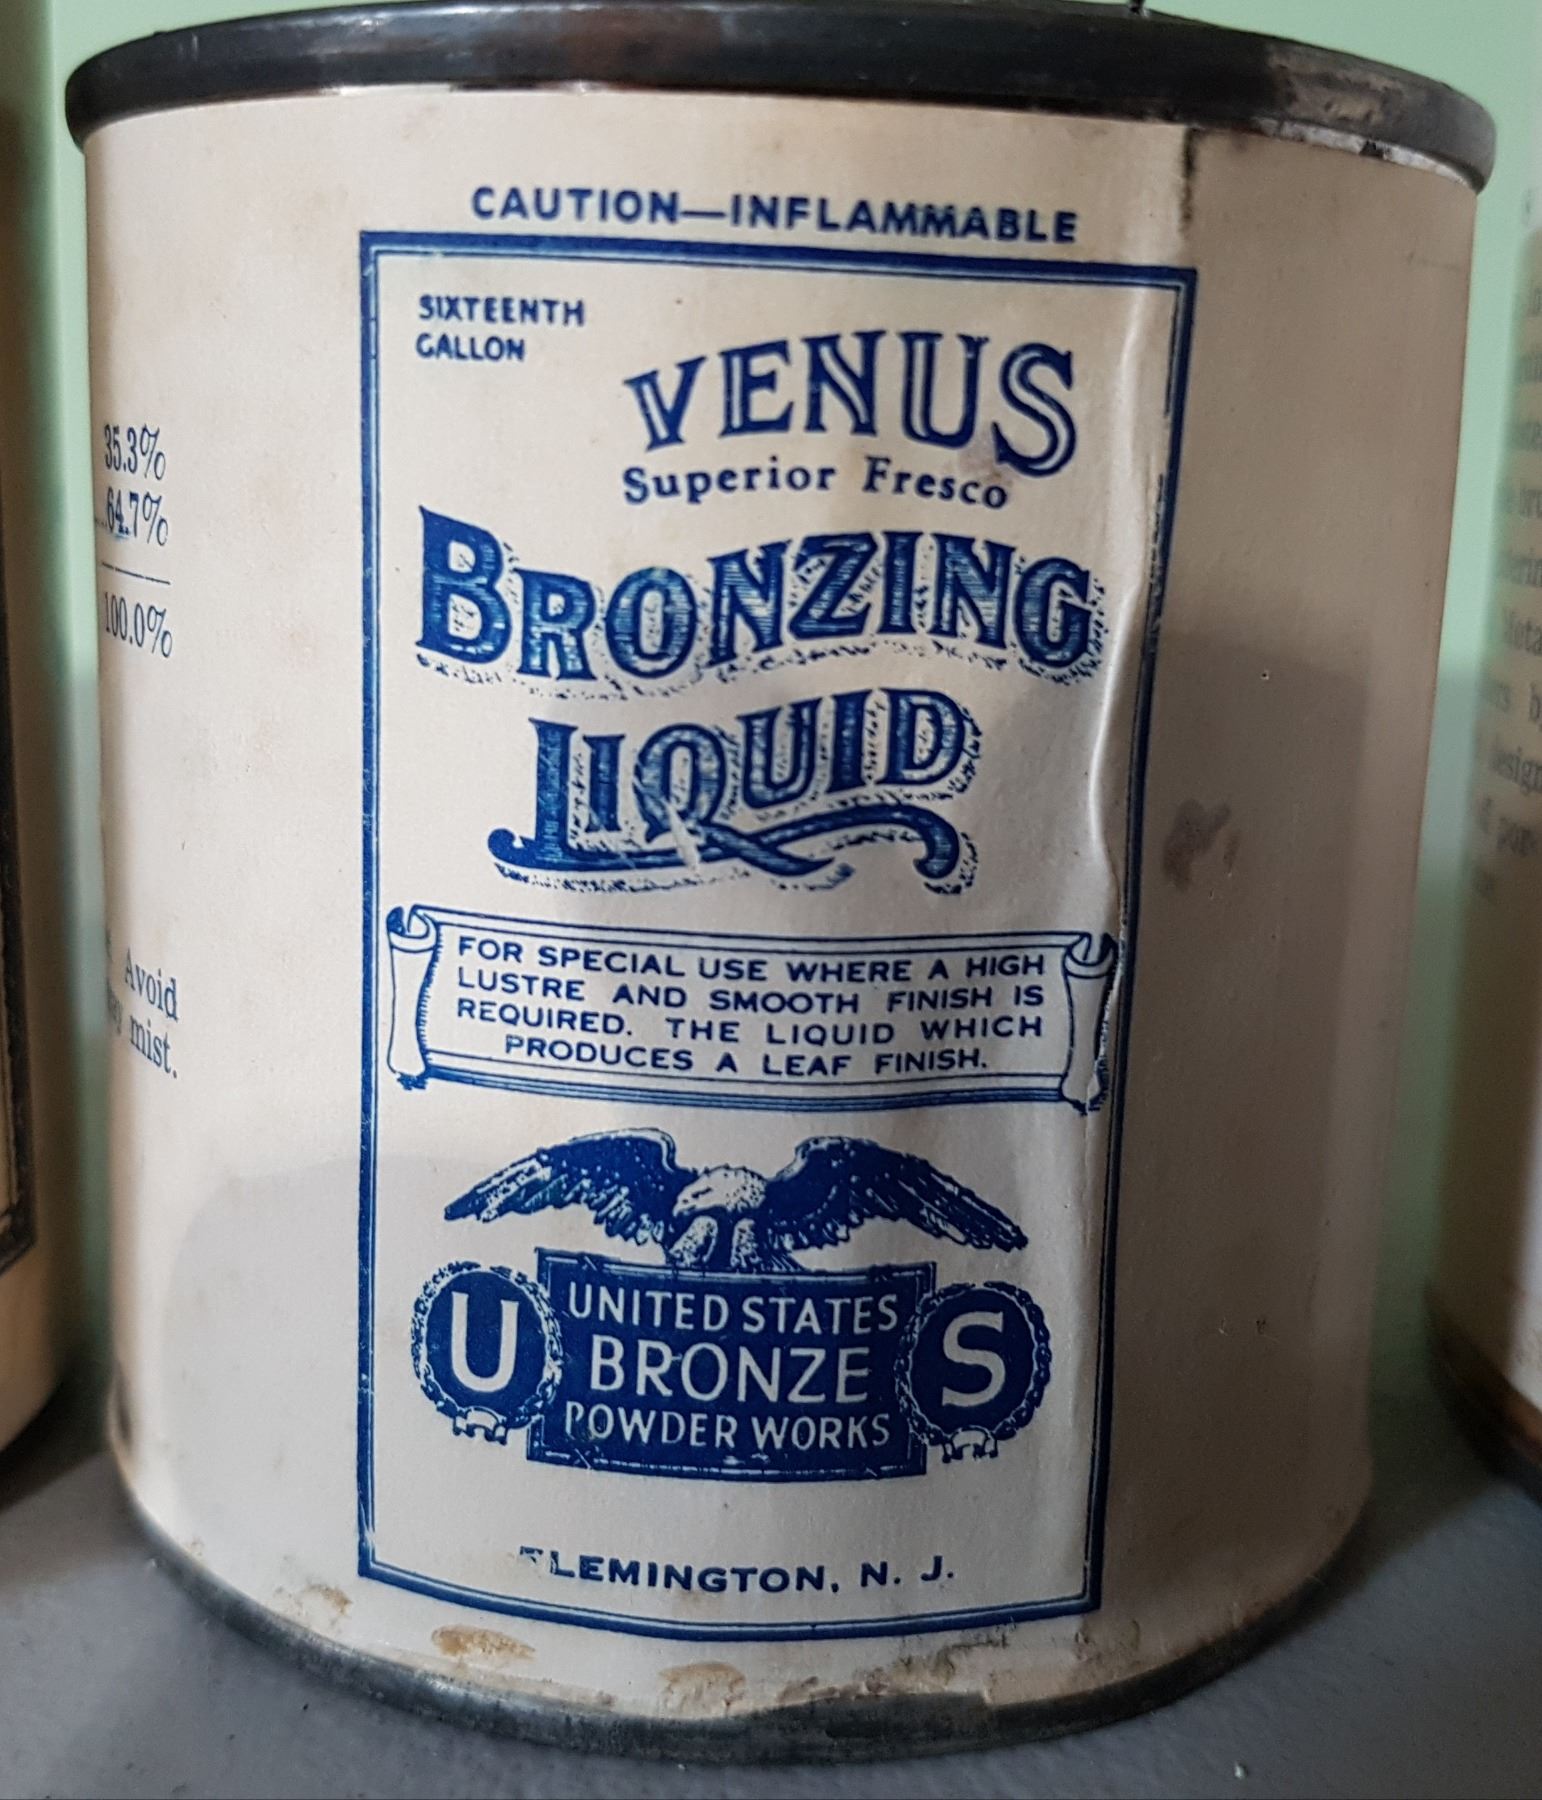 CAUTION—INFLAMMABLE
SIXTEENTH
GALLON
VENUS
Superior Fresco
BRONZING
LIQUID
FOR SPECIAL USE WHERE A HIGH
LUSTRE AND SMOOTH FINISH IS
REQUIRED. THE LIQUID WHICH
PRODUCES A LEAF FINISH.
U
UNITED STATES
BRONZE
POWDER WORKS
S
FLEMINGTON, N. J.
35.3%
64.7%
100.0%
Avoid
mist.